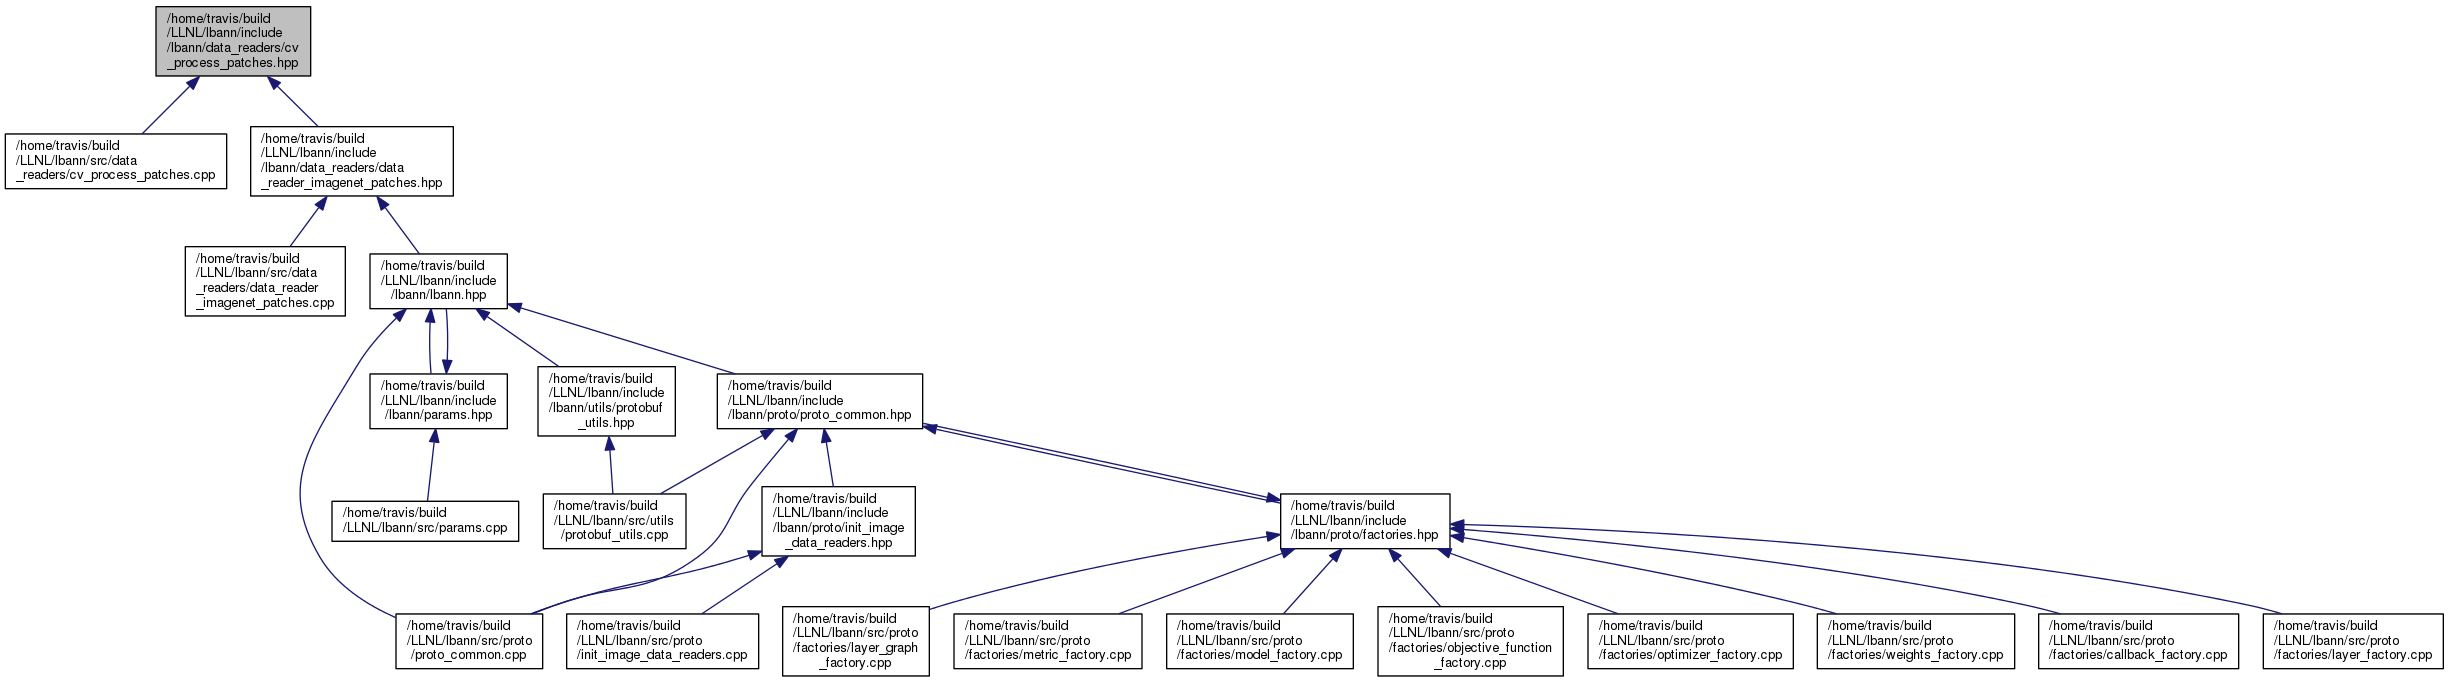 /home/travis/build
/LLNL/lbann/include
/lbann/data_readers/cv
_process_patches.hpp
/home/travis/build
/LLNL/lbann/src/data
_readers/cv_process_patches.cpp
/home/travis/build
/LLNL/lbann/include
/lbann/data_readers/data
_reader_imagenet_patches.hpp
/home/travis/build
/LLNL/lbann/src/data
_readers/data_reader
_imagenet_patches.cpp
/home/travis/build
/LLNL/lbann/include
/lbann/lbann.hpp
/home/travis/build
/LLNL/lbann/include
/lbann/params.hpp
/home/travis/build
/LLNL/lbann/include
/lbann/utils/protobuf
_utils.hpp
/home/travis/build
/LLNL/lbann/include
/lbann/proto/proto_common.hpp
/home/travis/build
/LLNL/lbann/src/params.cpp
/home/travis/build
/LLNL/lbann/src/utils
/protobuf_utils.cpp
/home/travis/build
/LLNL/lbann/include
/lbann/proto/init_image
_data_readers.hpp
/home/travis/build
/LLNL/lbann/include
/lbann/proto/factories.hpp
/home/travis/build
/LLNL/lbann/src/proto
/proto_common.cpp
/home/travis/build
/LLNL/lbann/src/proto
/init_image_data_readers.cpp
/home/travis/build
/LLNL/lbann/src/proto
/factories/layer_graph
_factory.cpp
/home/travis/build
/LLNL/lbann/src/proto
/factories/metric_factory.cpp
/home/travis/build
/LLNL/lbann/src/proto
/factories/model_factory.cpp
/home/travis/build
/LLNL/lbann/src/proto
/factories/objective_function
_factory.cpp
/home/travis/build
/LLNL/lbann/src/proto
/factories/optimizer_factory.cpp
/home/travis/build
/LLNL/lbann/src/proto
/factories/weights_factory.cpp
/home/travis/build
/LLNL/lbann/src/proto
/factories/callback_factory.cpp
/home/travis/build
/LLNL/lbann/src/proto
/factories/layer_factory.cpp